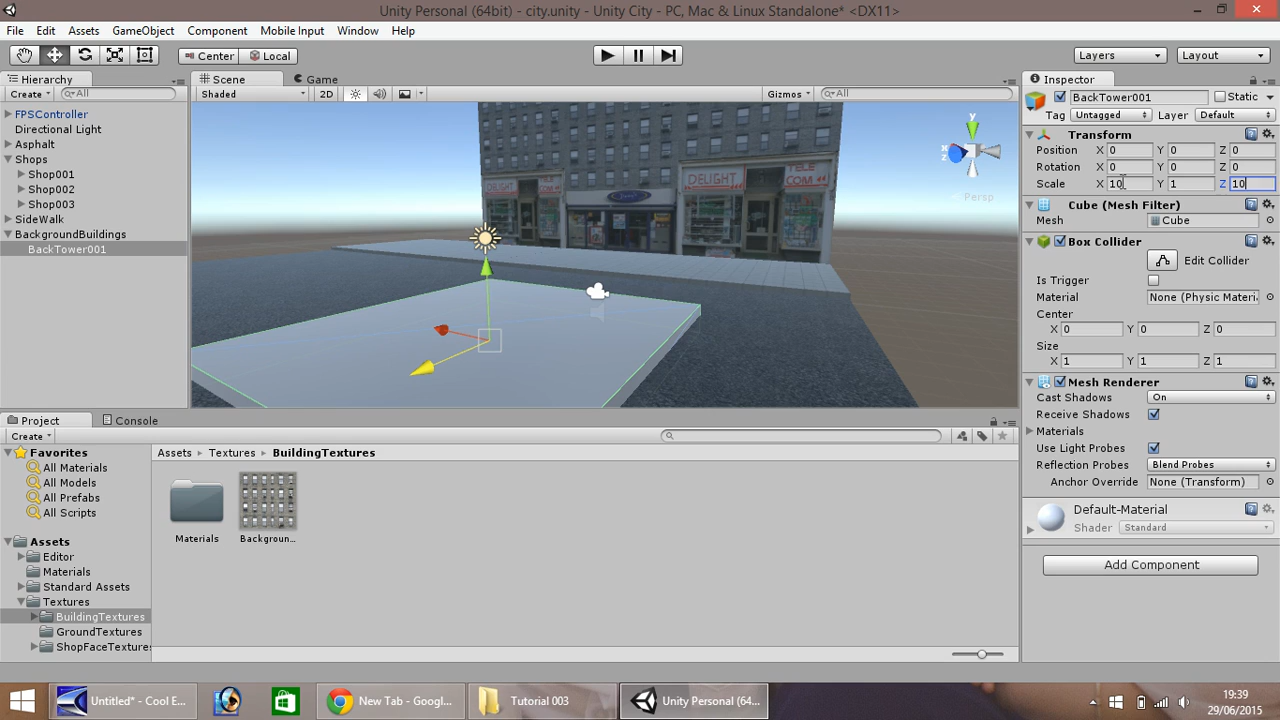 Unity Personal (64bit) - city.unity - Unity City - PC, Mac & Linux Standalone* <DX11>
File Edit Assets GameObject Component Mobile Input Window Help
Center Local Layers Layout
Hierarchy Scene Game Inspector
Create All Shaded 2D Gizmos All BackTower001 Static
Tag Untagged Layer Default
FPSController
Directional Light
Asphalt
Shops
Shop001
Shop002
Shop003
SideWalk
BackgroundBuildings
BackTower001
y
x
z
Persp
DELIGHT
TELE COM
DELIGHT
TELE COM
Transform
Position X 0 Y 0 Z 0
Rotation X 0 Y 0 Z 0
Scale X 10 Y 1 Z 10
Cube (Mesh Filter)
Mesh Cube
Box Collider
Edit Collider
Is Trigger
Material None (Physic Materi
Center
X 0 Y 0 Z 0
Size
X 1 Y 1 Z 1
Mesh Renderer
Cast Shadows On
Receive Shadows
Materials
Use Light Probes
Reflection Probes Blend Probes
Anchor Override None (Transform)
Default-Material
Shader Standard
Add Component
Project Console
Create
Favorites
All Materials
All Models
All Prefabs
All Scripts
Assets
Editor
Materials
Standard Assets
Textures
BuildingTextures
GroundTextures
ShopFaceTextures
Assets Textures BuildingTextures
Materials Backgroun...
Untitled* - Cool E... New Tab - Googl... Tutorial 003 Unity Personal (64...
19:39
29/06/2015